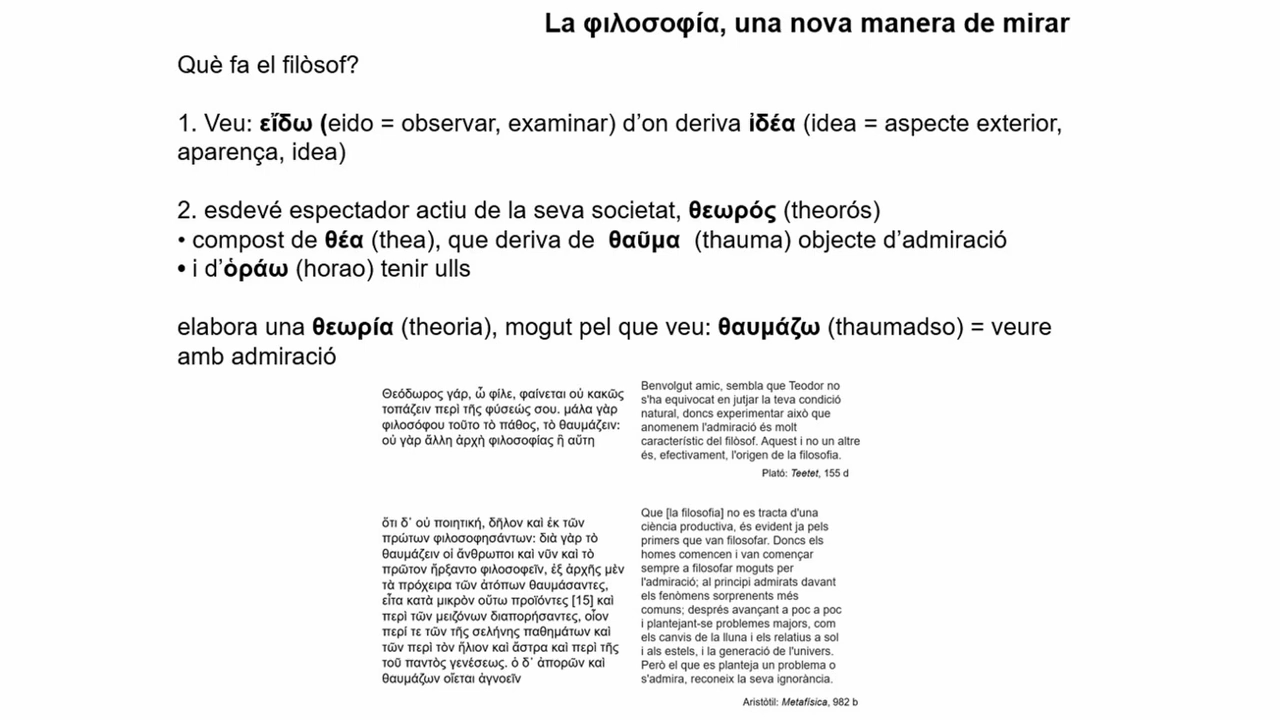 La φιλοσοφία, una nova manera de mirar
Què fa el filòsof?
1. Veu: εἴδω (eido = observar, examinar) d’on deriva ἰδέα (idea = aspecte exterior,
aparença, idea)
2. esdevé espectador actiu de la seva societat, θεωρός (theorós)
• compost de θέα (thea), que deriva de θαῦμα (thauma) objecte d’admiració
• i d’ὁράω (horao) tenir ulls
elabora una θεωρία (theoria), mogut pel que veu: θαυμάζω (thaumadso) = veure
amb admiració
Θεόδωρος γάρ, ὦ φίλε, φαίνεται οὐ κακῶς
τοπάζειν περὶ τῆς φύσεώς σου. μάλα γὰρ
φιλοσόφου τοῦτο τὸ πάθος, τὸ θαυμάζειν:
οὐ γὰρ ἄλλη ἀρχὴ φιλοσοφίας ἢ αὕτη
Benvolgut amic, sembla que Teodor no
s'ha equivocat en jutjar la teva condició
natural, doncs experimentar això que
anomenem l'admiració és molt
característic del filòsof. Aquest i no un altre
és, efectivament, l'origen de la filosofia.
Plató: Teetet, 155 d
ὅτι δ᾽ οὐ ποιητική, δῆλον καὶ ἐκ τῶν
πρώτων φιλοσοφησάντων: διὰ γὰρ τὸ
θαυμάζειν οἱ ἄνθρωποι καὶ νῦν καὶ τὸ
πρῶτον ἤρξαντο φιλοσοφεῖν, ἐξ ἀρχῆς μὲν
τὰ πρόχειρα τῶν ἀτόπων θαυμάσαντες,
εἶτα κατὰ μικρὸν οὕτω προϊόντες [15] καὶ
περὶ τῶν μειζόνων διαπορήσαντες, οἷον
περί τε τῶν τῆς σελήνης παθημάτων καὶ
τῶν περὶ τὸν ἥλιον καὶ ἄστρα καὶ περὶ τῆς
τοῦ παντὸς γενέσεως. ὁ δ᾽ ἀπορῶν καὶ
θαυμάζων οἴεται ἀγνοεῖν
Que [la filosofia] no es tracta d'una
ciència productiva, és evident ja pels
primers que van filosofar. Doncs els
homes comencen i van començar
sempre a filosofar moguts per
l'admiració; al principi admirats davant
els fenòmens sorprenents més
comuns; després avançant a poc a poc
i plantejant-se problemes majors, com
els canvis de la lluna i els relatius a sol
i als estels, i la generació de l'univers.
Però el que es planteja un problema o
s'admira, reconeix la seva ignorància.
Aristòtil: Metafísica, 982 b